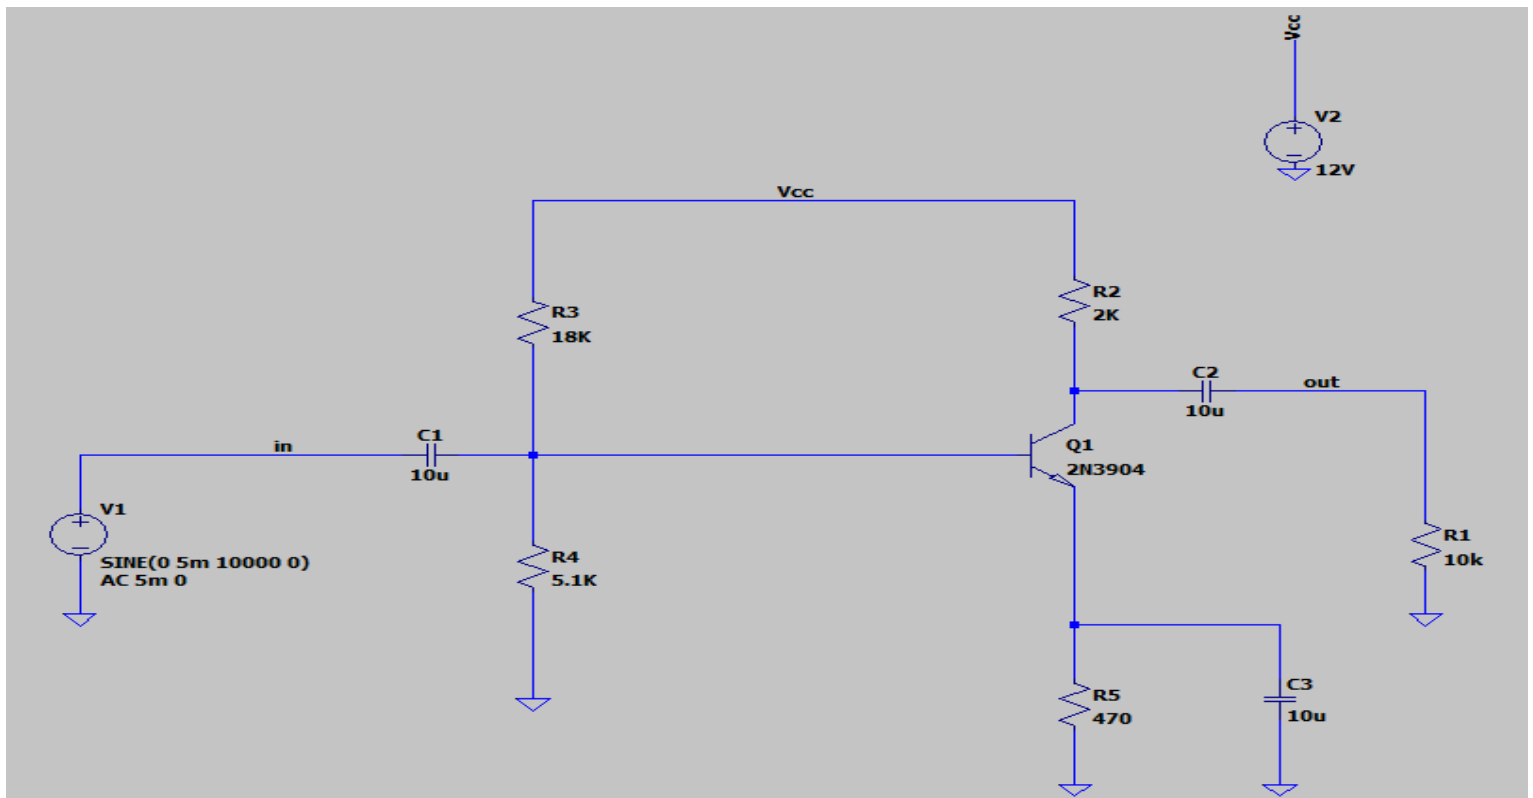 Vcc
V2
12V
Vcc
R3
18K
R2
2K
C2
10u
out
in
C1
10u
Q1
2N3904
V1
SINE(0 5m 10000 0)
AC 5m 0
R4
5.1K
R1
10k
R5
470
C3
10u